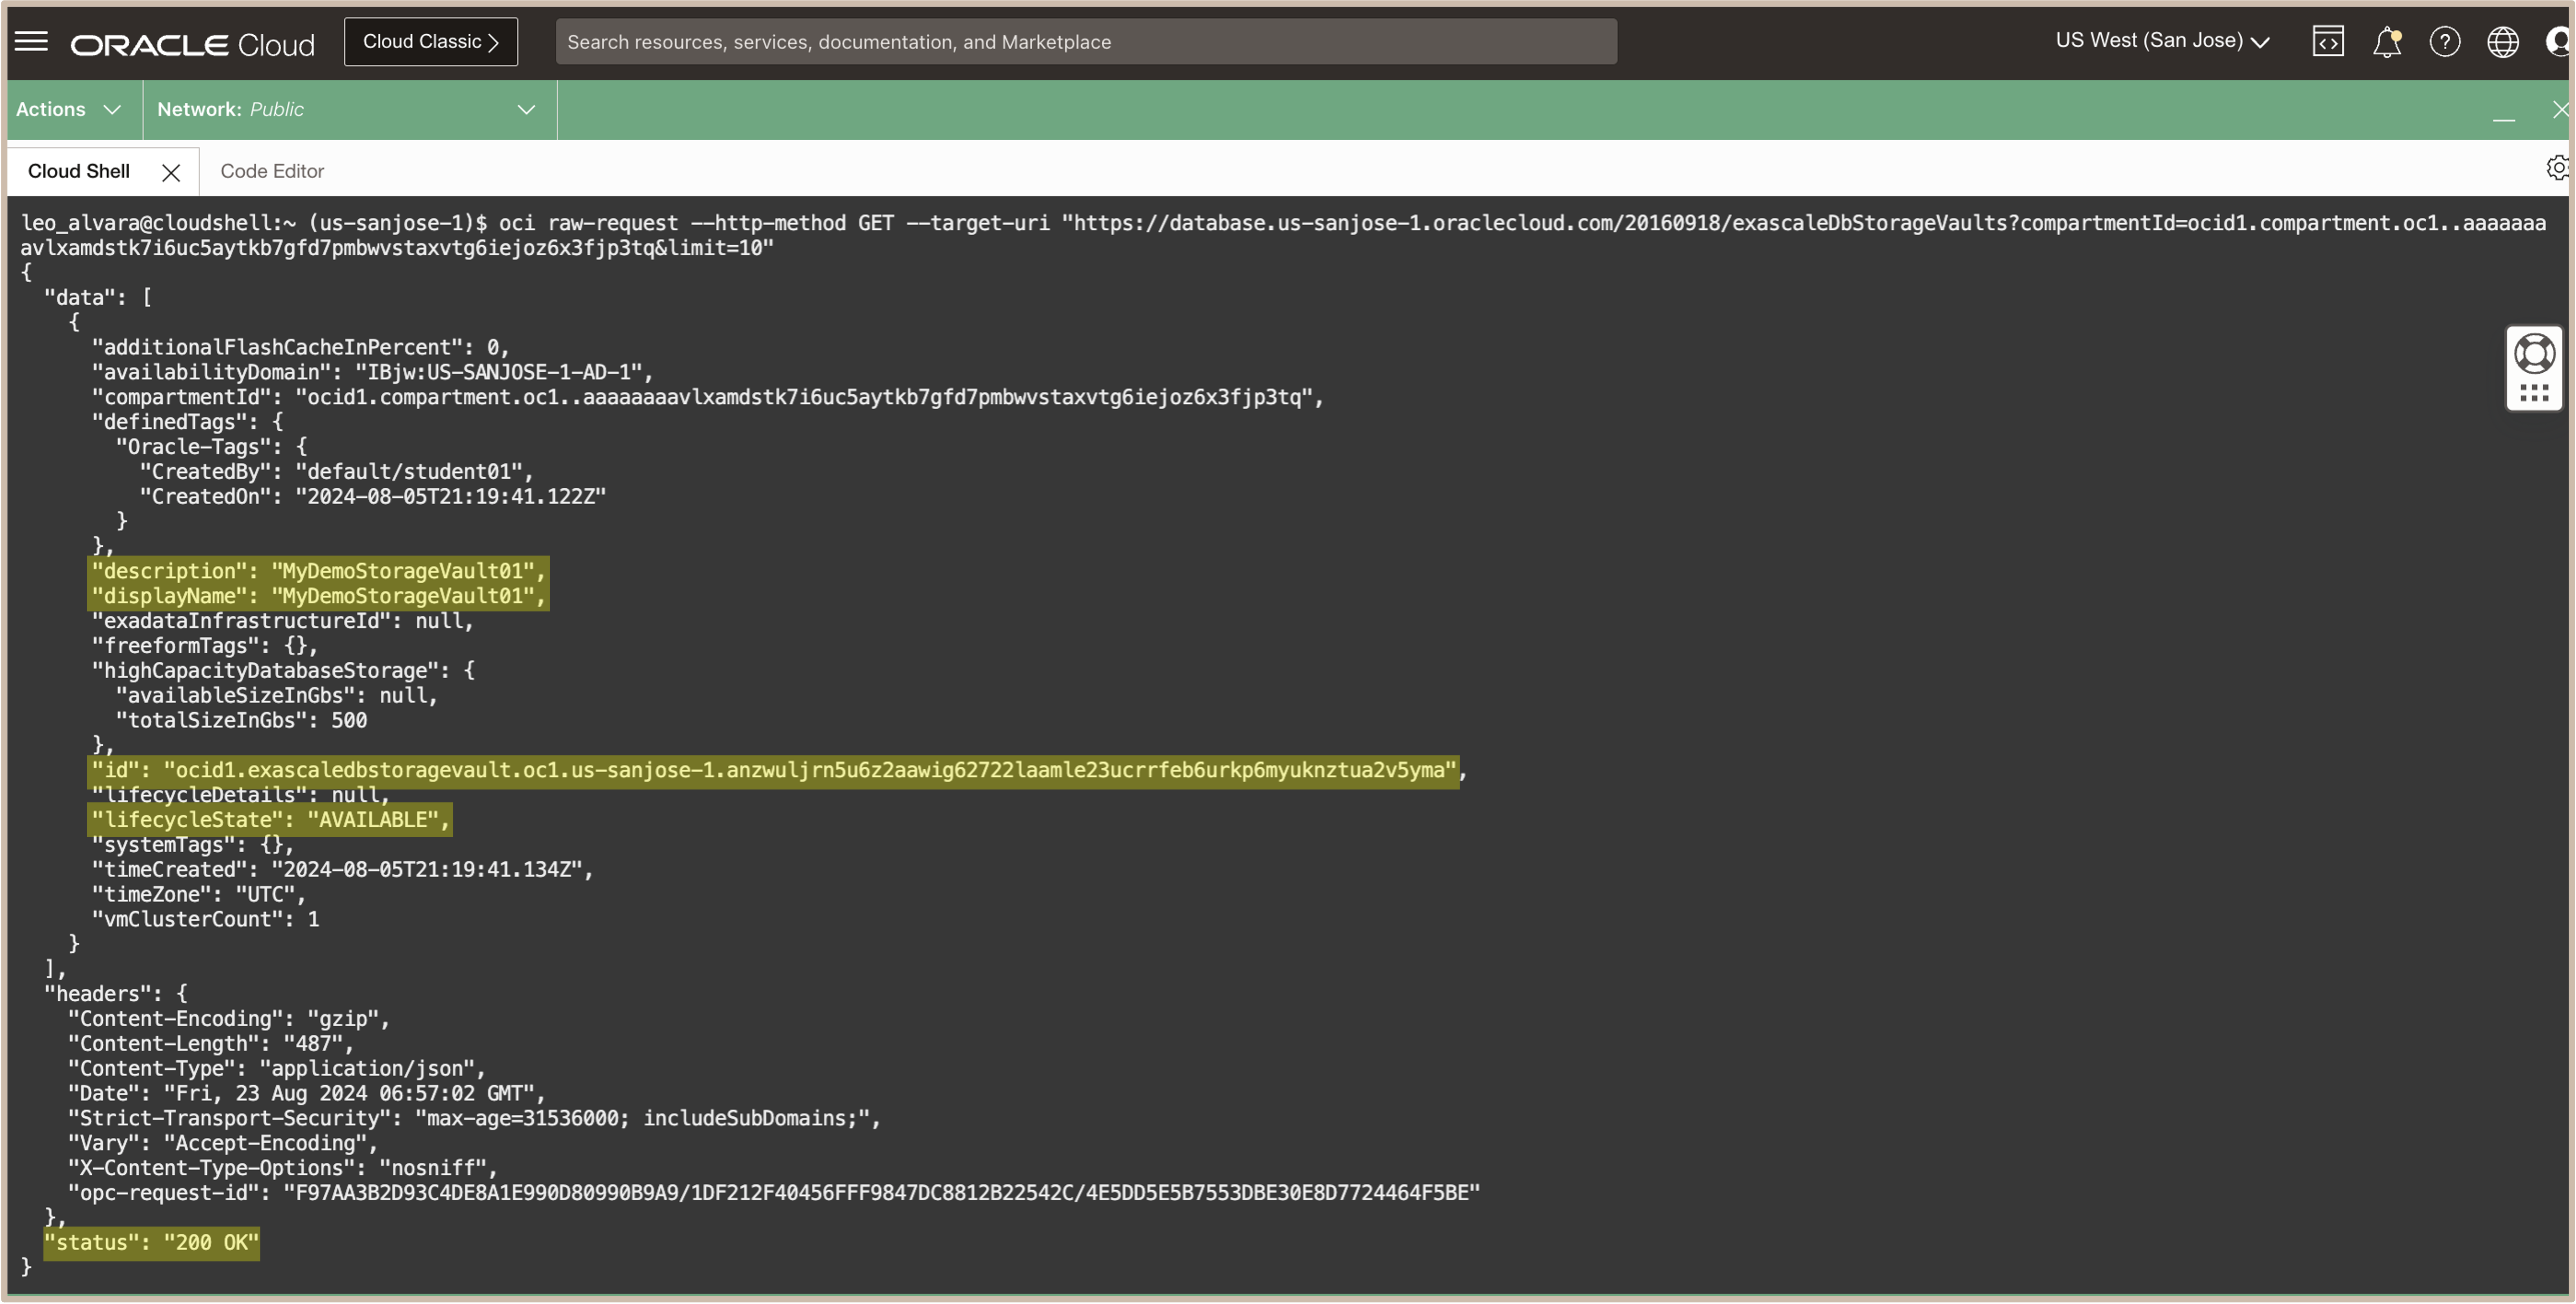 ORACLE Cloud Cloud Classic Search resources, services, documentation, and Marketplace US West (San Jose)
Actions Network: Public
Cloud Shell Code Editor
leo_alvara@cloudshell:~ (us-sanjose-1)$ oci raw-request --http-method GET --target-uri "https://database.us-sanjose-1.oraclecloud.com/20160918/exascaleDbStorageVaults?compartmentId=ocid1.compartment.oc1..aaaaaaa
avlxamdstk7i6uc5aytkb7gfd7pmbwvstaxvtg6iejoz6x3fjp3tq&limit=10"
{
"data": [
{
"additionalFlashCacheInPercent": 0,
"availabilityDomain": "IBjw:US-SANJOSE-1-AD-1",
"compartmentId": "ocid1.compartment.oc1..aaaaaaaavlxamdstk7i6uc5aytkb7gfd7pmbwvstaxvtg6iejoz6x3fjp3tq",
"definedTags": {
"Oracle-Tags": {
"CreatedBy": "default/student01",
"CreatedOn": "2024-08-05T21:19:41.122Z"
}
},
"description": "MyDemoStorageVault01",
"displayName": "MyDemoStorageVault01",
"exadataInfrastructureId": null,
"freeformTags": {},
"highCapacityDatabaseStorage": {
"availableSizeInGbs": null,
"totalSizeInGbs": 500
},
"id": "ocid1.exascaledbstoragevault.oc1.us-sanjose-1.anzwuljrn5u6z2aawig62722laamle23ucrrfeb6urkp6myuknztua2v5yma",
"lifecycleDetails": null,
"lifecycleState": "AVAILABLE",
"systemTags": {},
"timeCreated": "2024-08-05T21:19:41.134Z",
"timeZone": "UTC",
"vmClusterCount": 1
}
],
"headers": {
"Content-Encoding": "gzip",
"Content-Length": "487",
"Content-Type": "application/json",
"Date": "Fri, 23 Aug 2024 06:57:02 GMT",
"Strict-Transport-Security": "max-age=31536000; includeSubDomains;",
"Vary": "Accept-Encoding",
"X-Content-Type-Options": "nosniff",
"opc-request-id": "F97AA3B2D93C4DE8A1E990D80990B9A9/1DF212F40456FFF9847DC8812B22542C/4E5DD5E5B7553DBE30E8D7724464F5BE"
},
"status": "200 OK"
}